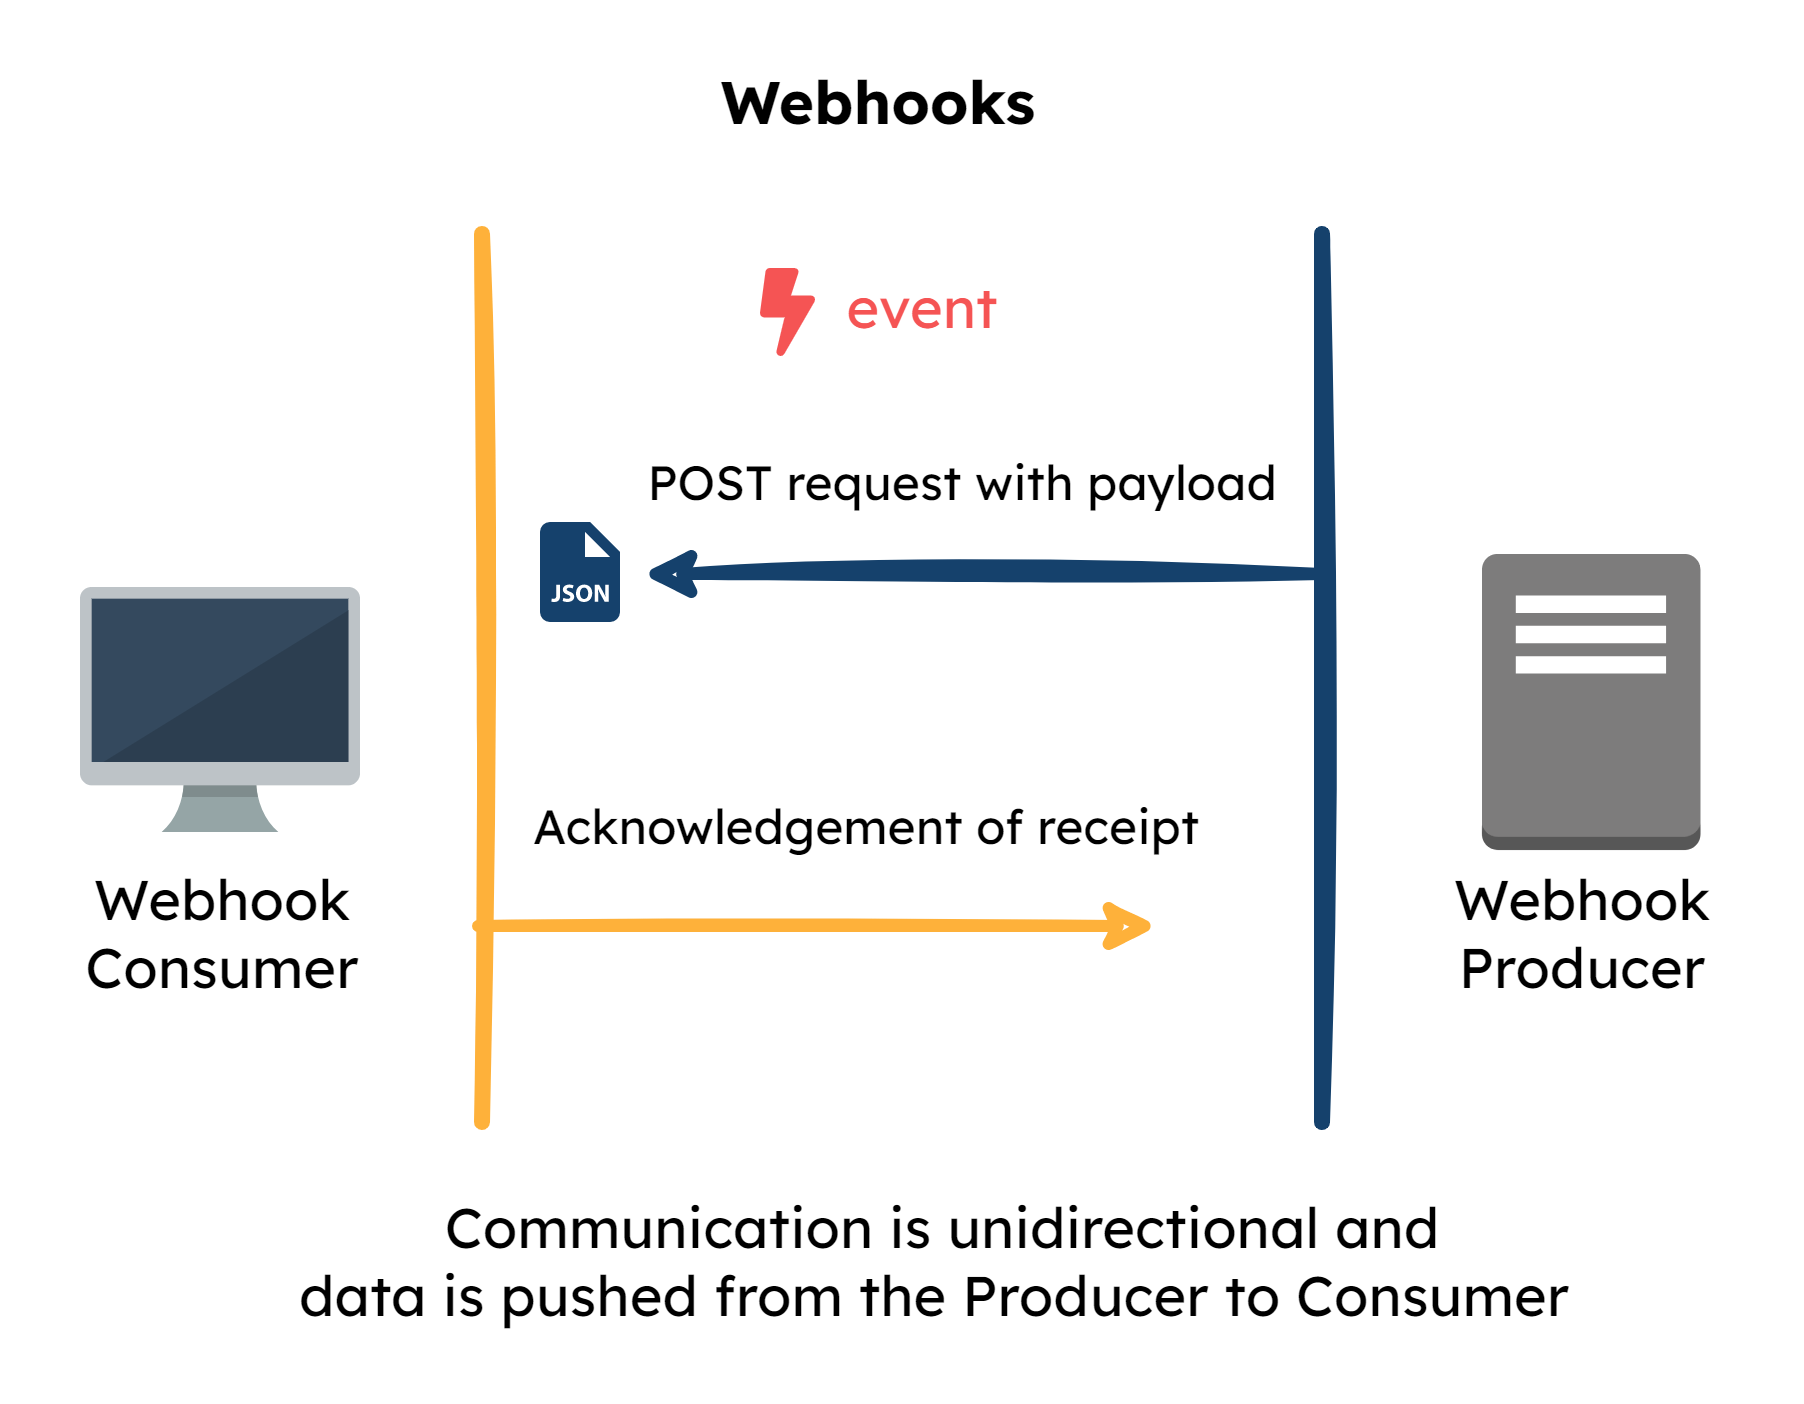 Webhooks
event
POST request with payload
JSON
Acknowledgement of receipt
Webhook
Consumer
Webhook
Producer
Communication is unidirectional and
data is pushed from the Producer to Consumer